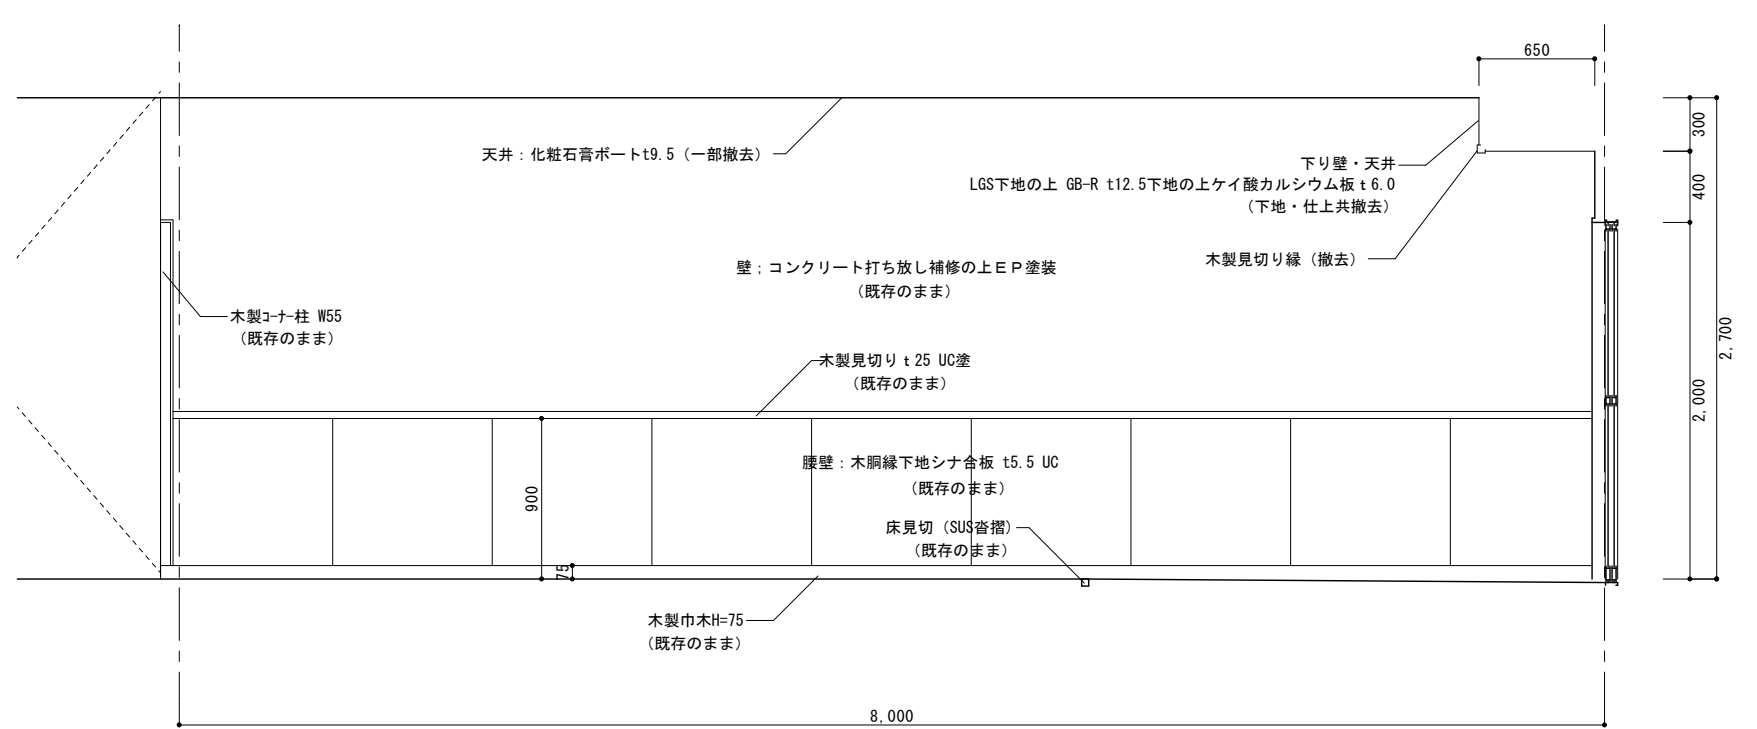 650
300
天井：化粧石膏ボートt9.5（一部撤去）
下り壁・天井
LGS下地の上 GB-R t12.5下地の上ケイ酸カルシウム板ｔ6.0
（下地・仕上共撤去）
400
木製見切り縁（撤去）
壁；コンクリート打ち放し補修の上ＥＰ塗装
（既存のまま）
木製ｺｰﾅｰ柱 W55
（既存のまま）
2,700
木製見切りｔ25 UC塗
（既存のまま）
2,000
腰壁：木胴縁下地シナ合板 t5.5 UC
（既存のまま）
900
床見切（SUS沓摺）
（既存のまま）
75
木製巾木H=75
（既存のまま）
8,000